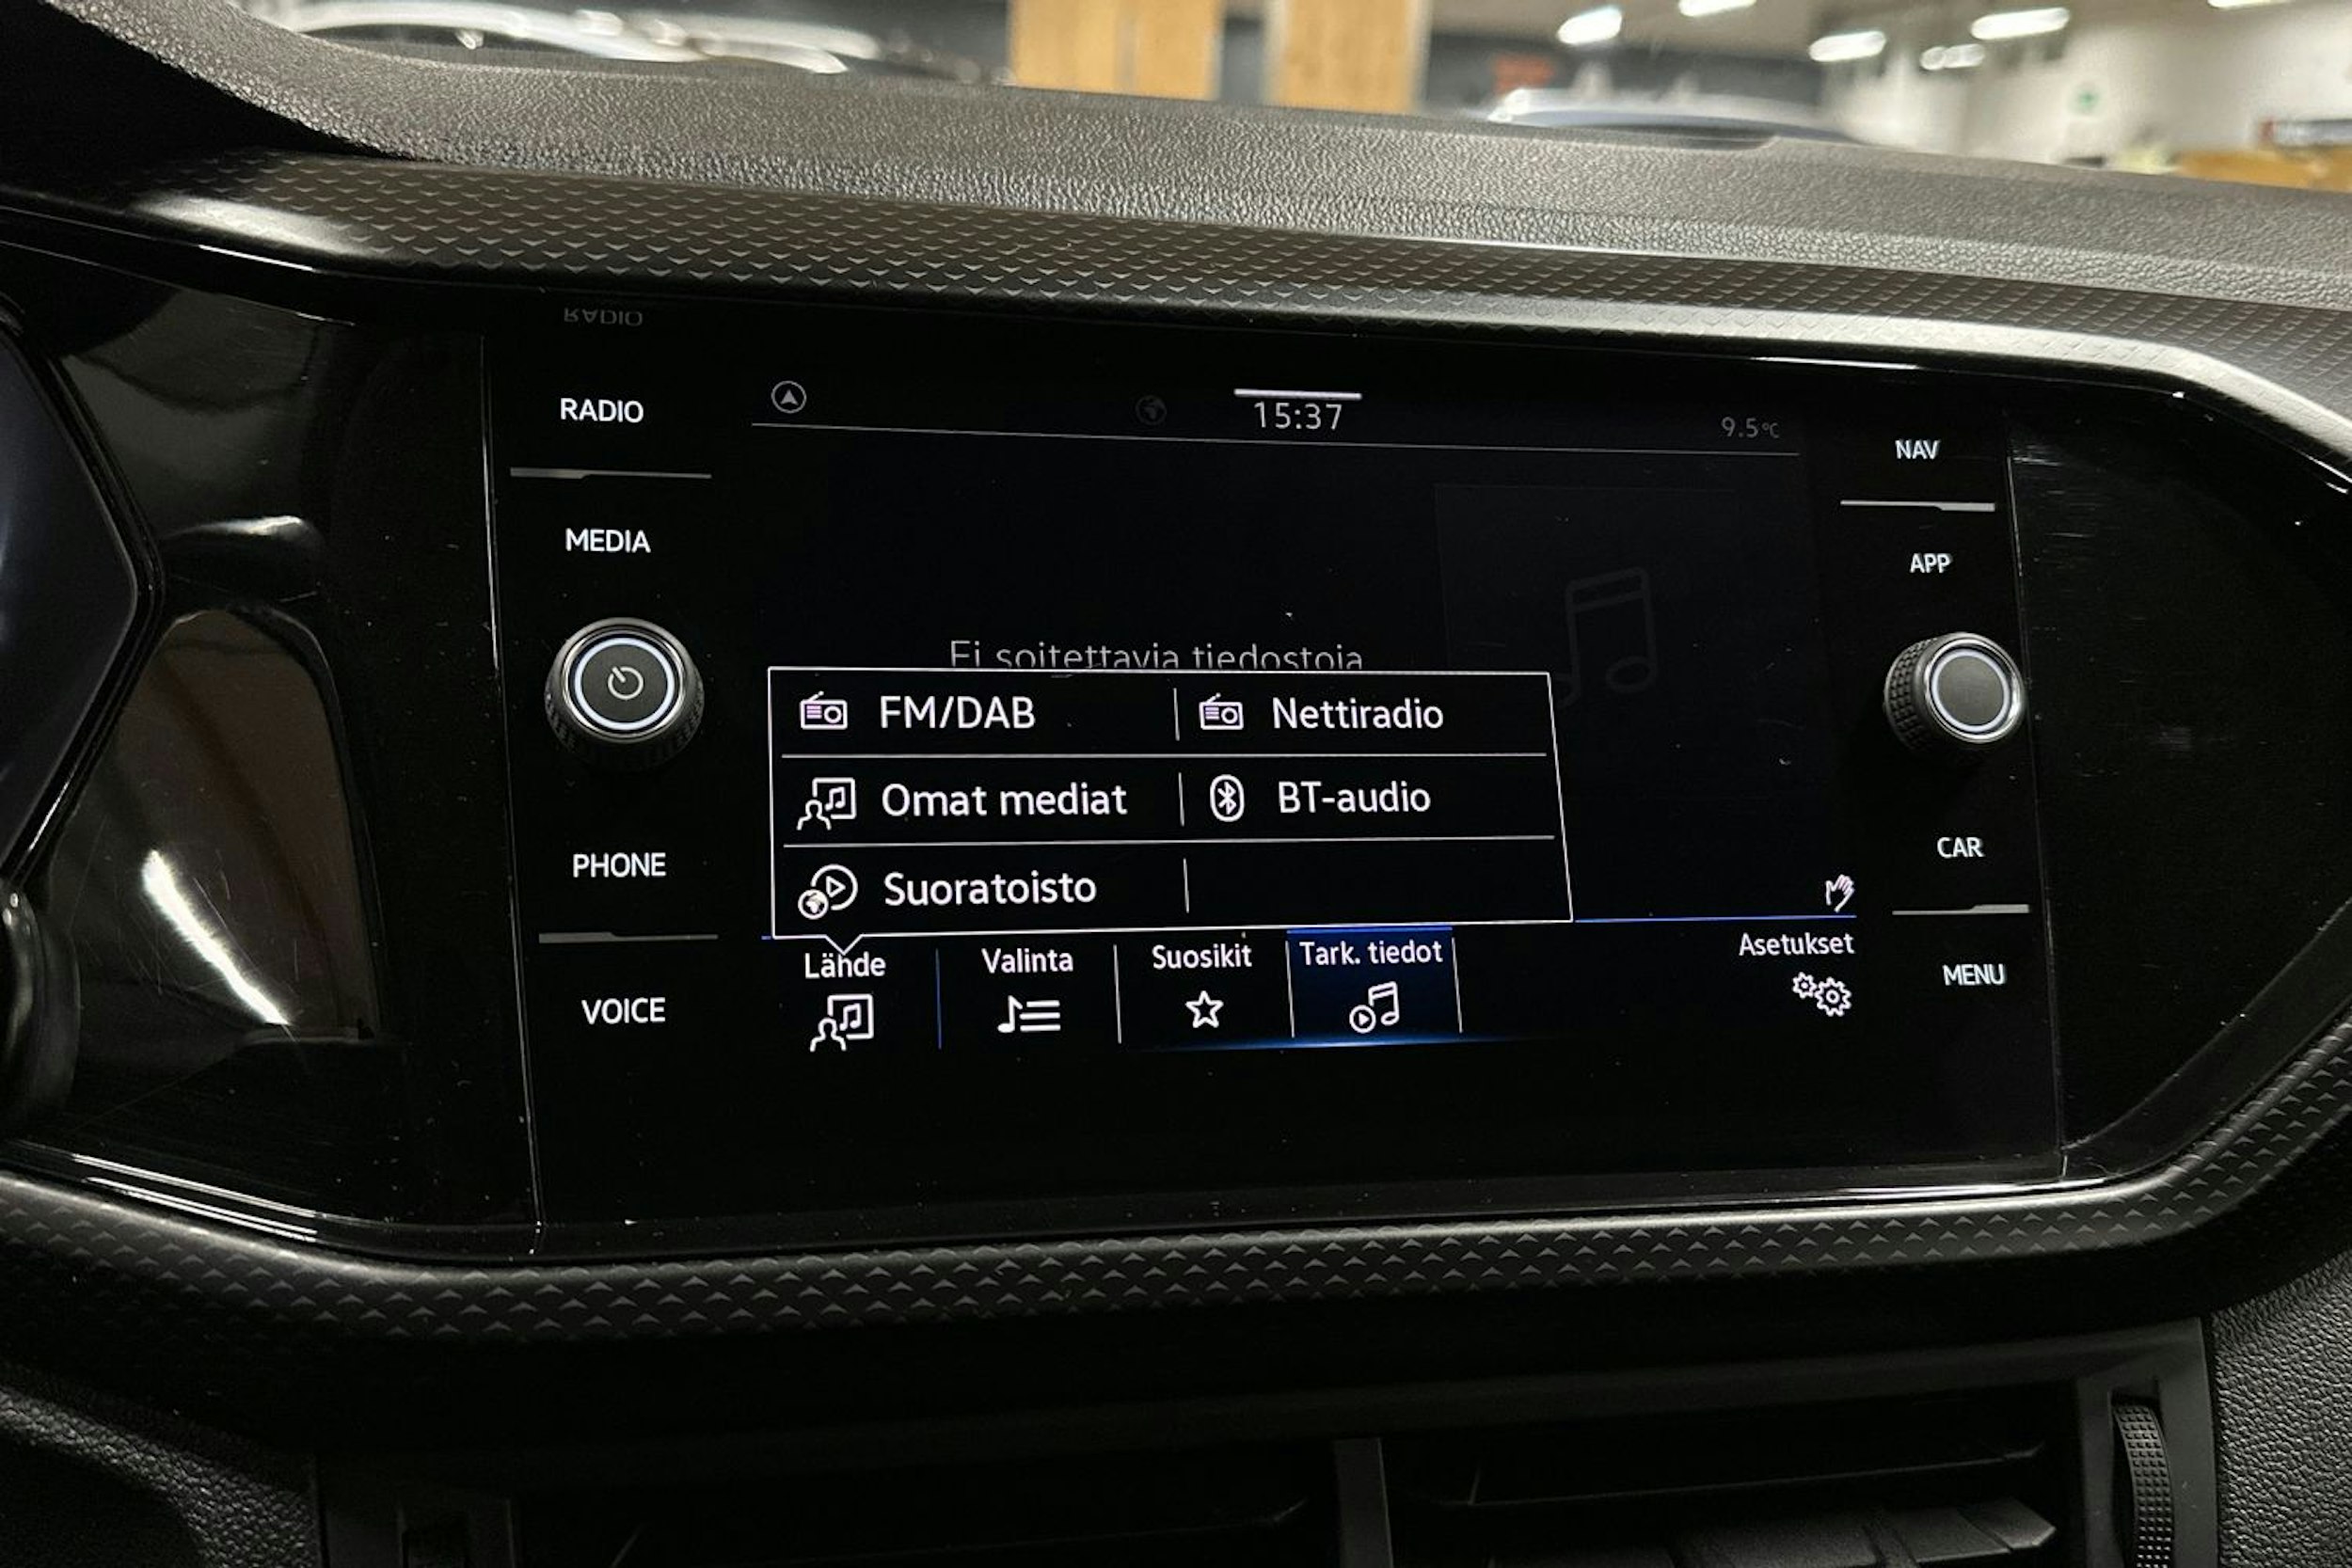 RADIO
MEDIA
PHONE
VOICE
15:37
9.5°C
Ei soitettavia tiedostoja
FM/DAB
Nettiradio
Omat mediat
BT-audio
Suoratoisto
Lähde
Valinta
Suosikit
Tark. tiedot
Asetukset
NAV
APP
CAR
MENU